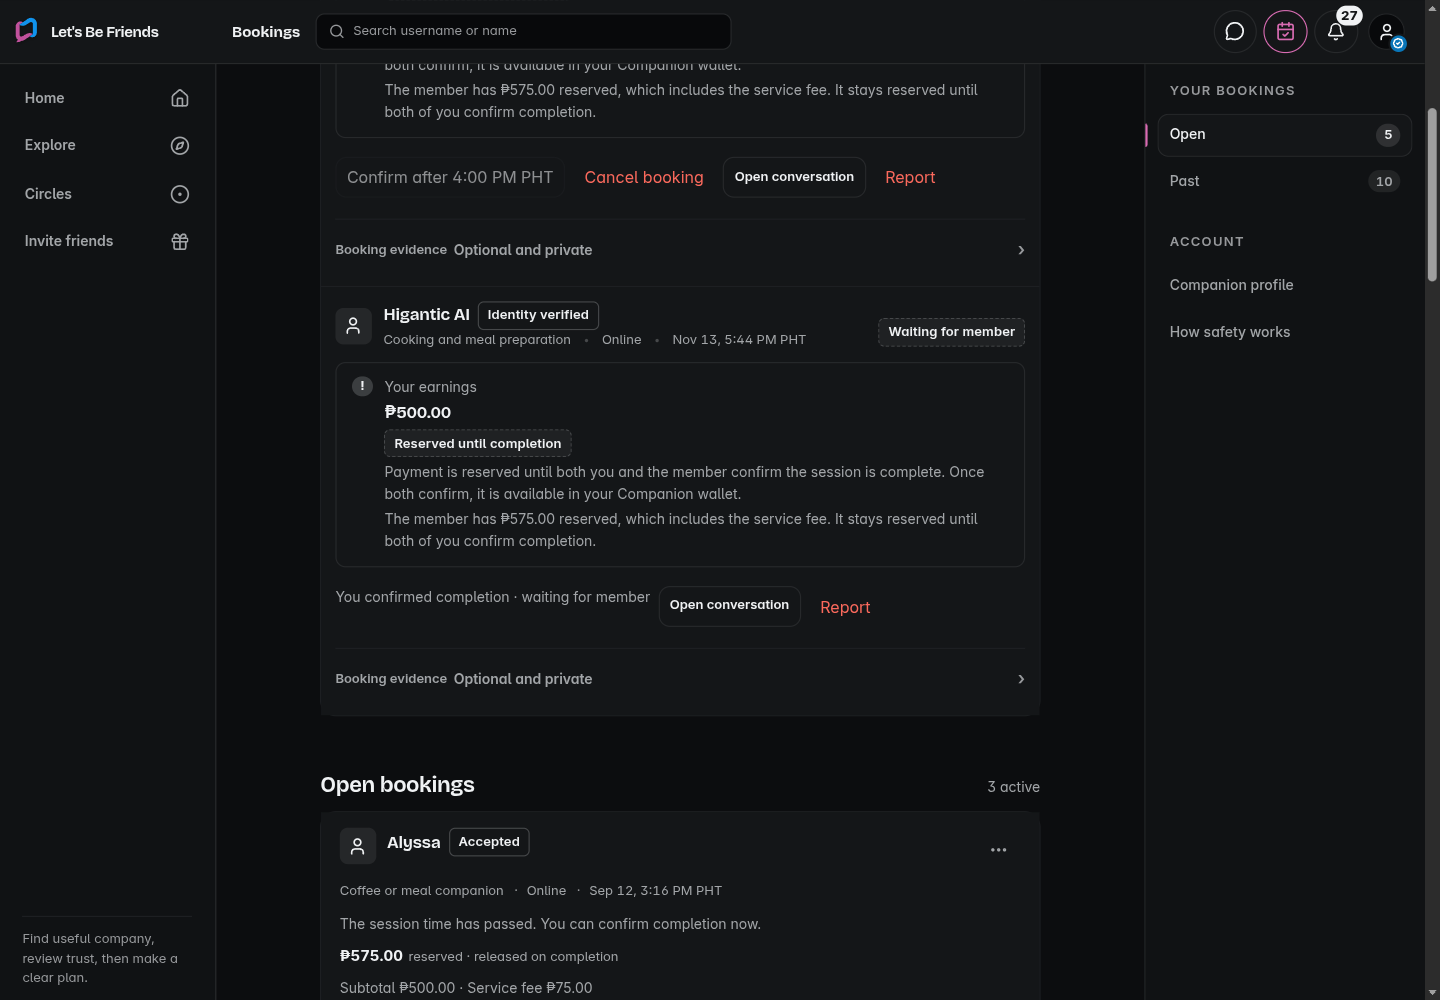 Let's Be Friends
Bookings
Search username or name
27
Home
Explore
Circles
Invite friends
Find useful company,
review trust, then make a
clear plan.
both confirm, it is available in your Companion wallet.
The member has ₱575.00 reserved, which includes the service fee. It stays reserved until
both of you confirm completion.
Confirm after 4:00 PM PHT
Cancel booking
Open conversation
Report
Booking evidence Optional and private
Higantic AI
Identity verified
Cooking and meal preparation • Online • Nov 13, 5:44 PM PHT
Waiting for member
!
Your earnings
₱500.00
Reserved until completion
Payment is reserved until both you and the member confirm the session is complete. Once
both confirm, it is available in your Companion wallet.
The member has ₱575.00 reserved, which includes the service fee. It stays reserved until
both of you confirm completion.
You confirmed completion · waiting for member
Open conversation
Report
Booking evidence Optional and private
Open bookings
3 active
Alyssa
Accepted
Coffee or meal companion · Online · Sep 12, 3:16 PM PHT
The session time has passed. You can confirm completion now.
₱575.00 reserved · released on completion
Subtotal ₱500.00 · Service fee ₱75.00
YOUR BOOKINGS
Open
5
Past
10
ACCOUNT
Companion profile
How safety works